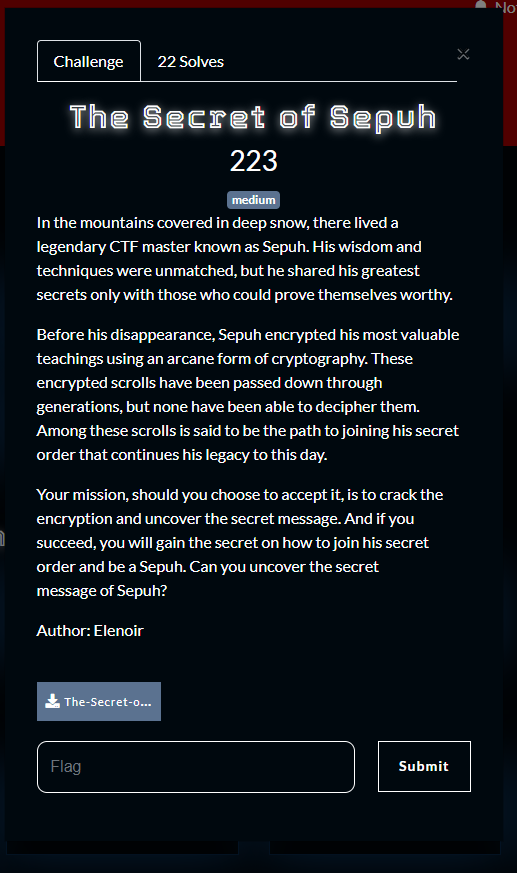 No
Challenge
22 Solves
The Secret of Sepuh
223
medium
In the mountains covered in deep snow, there lived a
legendary CTF master known as Sepuh. His wisdom and
techniques were unmatched, but he shared his greatest
secrets only with those who could prove themselves worthy.
Before his disappearance, Sepuh encrypted his most valuable
teachings using an arcane form of cryptography. These
encrypted scrolls have been passed down through
generations, but none have been able to decipher them.
Among these scrolls is said to be the path to joining his secret
order that continues his legacy to this day.
Your mission, should you choose to accept it, is to crack the
encryption and uncover the secret message. And if you
succeed, you will gain the secret on how to join his secret
order and be a Sepuh. Can you uncover the secret
message of Sepuh?
Author: Elenoir
The-Secret-o...
Flag
Submit